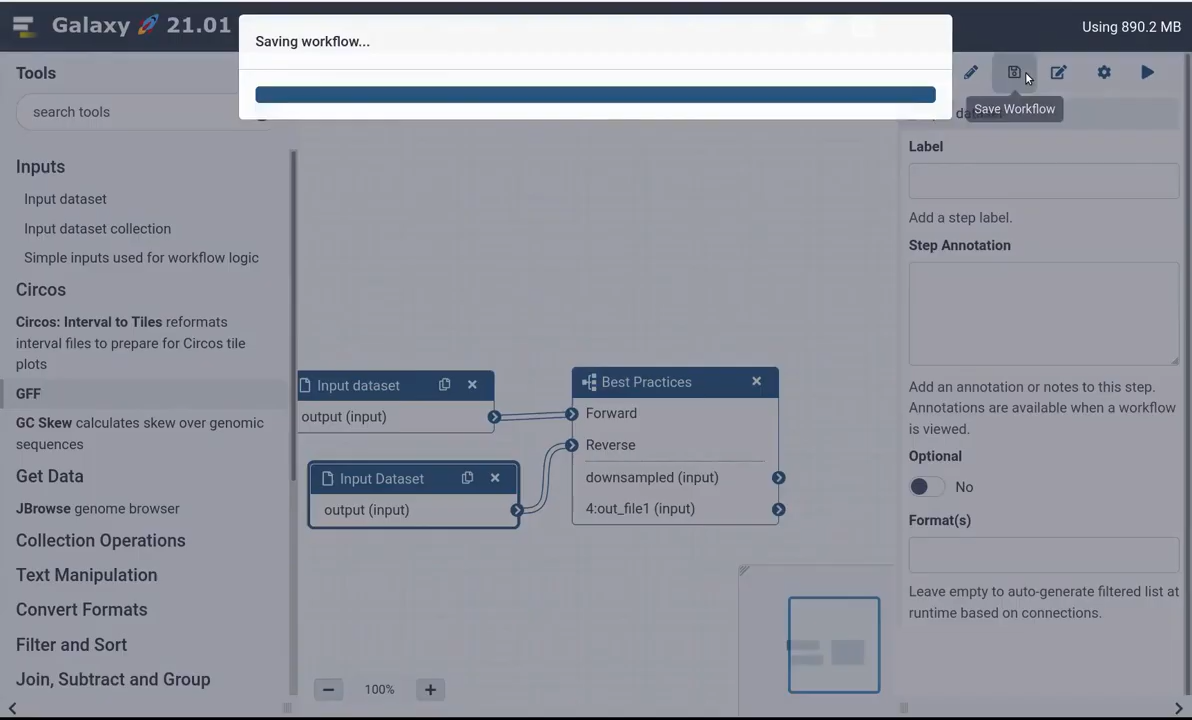 Galaxy 21.01
Using 890.2 MB
Saving workflow...
Save Workflow
Tools
search tools
Inputs
Input dataset
Input dataset collection
Simple inputs used for workflow logic
Circos
Circos: Interval to Tiles reformats
interval files to prepare for Circos tile
plots
GFF
GC Skew calculates skew over genomic
sequences
Get Data
JBrowse genome browser
Collection Operations
Text Manipulation
Convert Formats
Filter and Sort
Join, Subtract and Group
Input dataset
output (input)
Input Dataset
output (input)
Best Practices
Forward
Reverse
downsampled (input)
4:out_file1 (input)
100%
Label
Add a step label.
Step Annotation
Add an annotation or notes to this step.
Annotations are available when a workflow
is viewed.
Optional
No
Format(s)
Leave empty to auto-generate filtered list at
runtime based on connections.